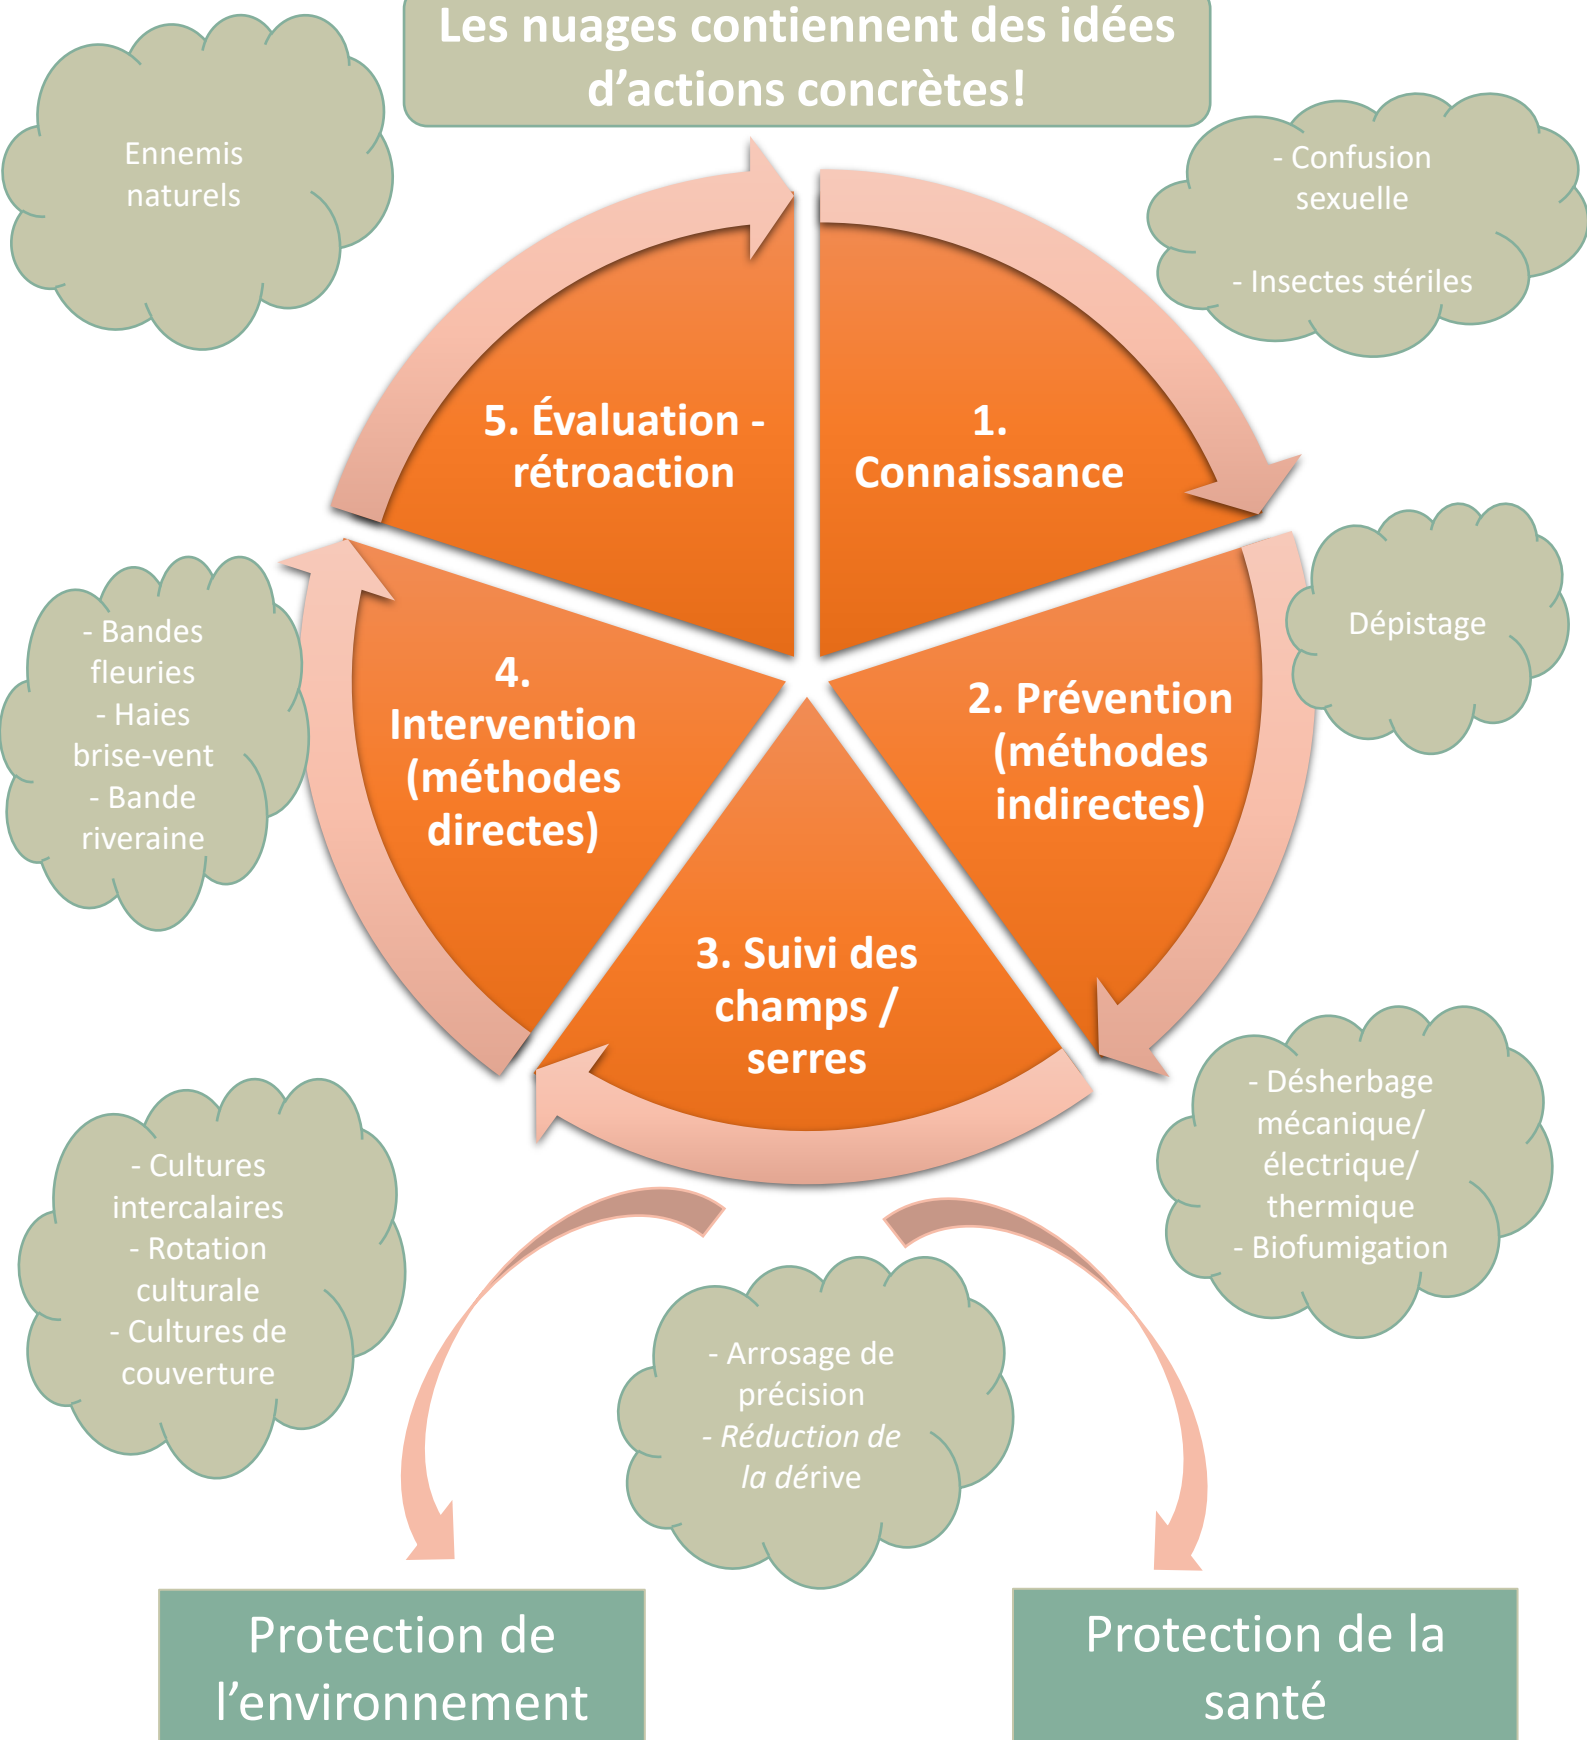 Les nuages contiennent des idées
d’actions concrètes!
Ennemis
naturels
- Confusion
sexuelle
- Insectes stériles
5. Évaluation -
rétroaction
1.
Connaissance
- Bandes
fleuries
- Haies
brise-vent
- Bande
riveraine
4.
Intervention
(méthodes
directes)
2. Prévention
(méthodes
indirectes)
Dépistage
3. Suivi des
champs /
serres
- Cultures
intercalaires
- Rotation
culturale
- Cultures de
couverture
- Désherbage
mécanique/
électrique/
thermique
- Biofumigation
- Arrosage de
précision
- Réduction de
la dérive
Protection de
l’environnement
Protection de la
santé